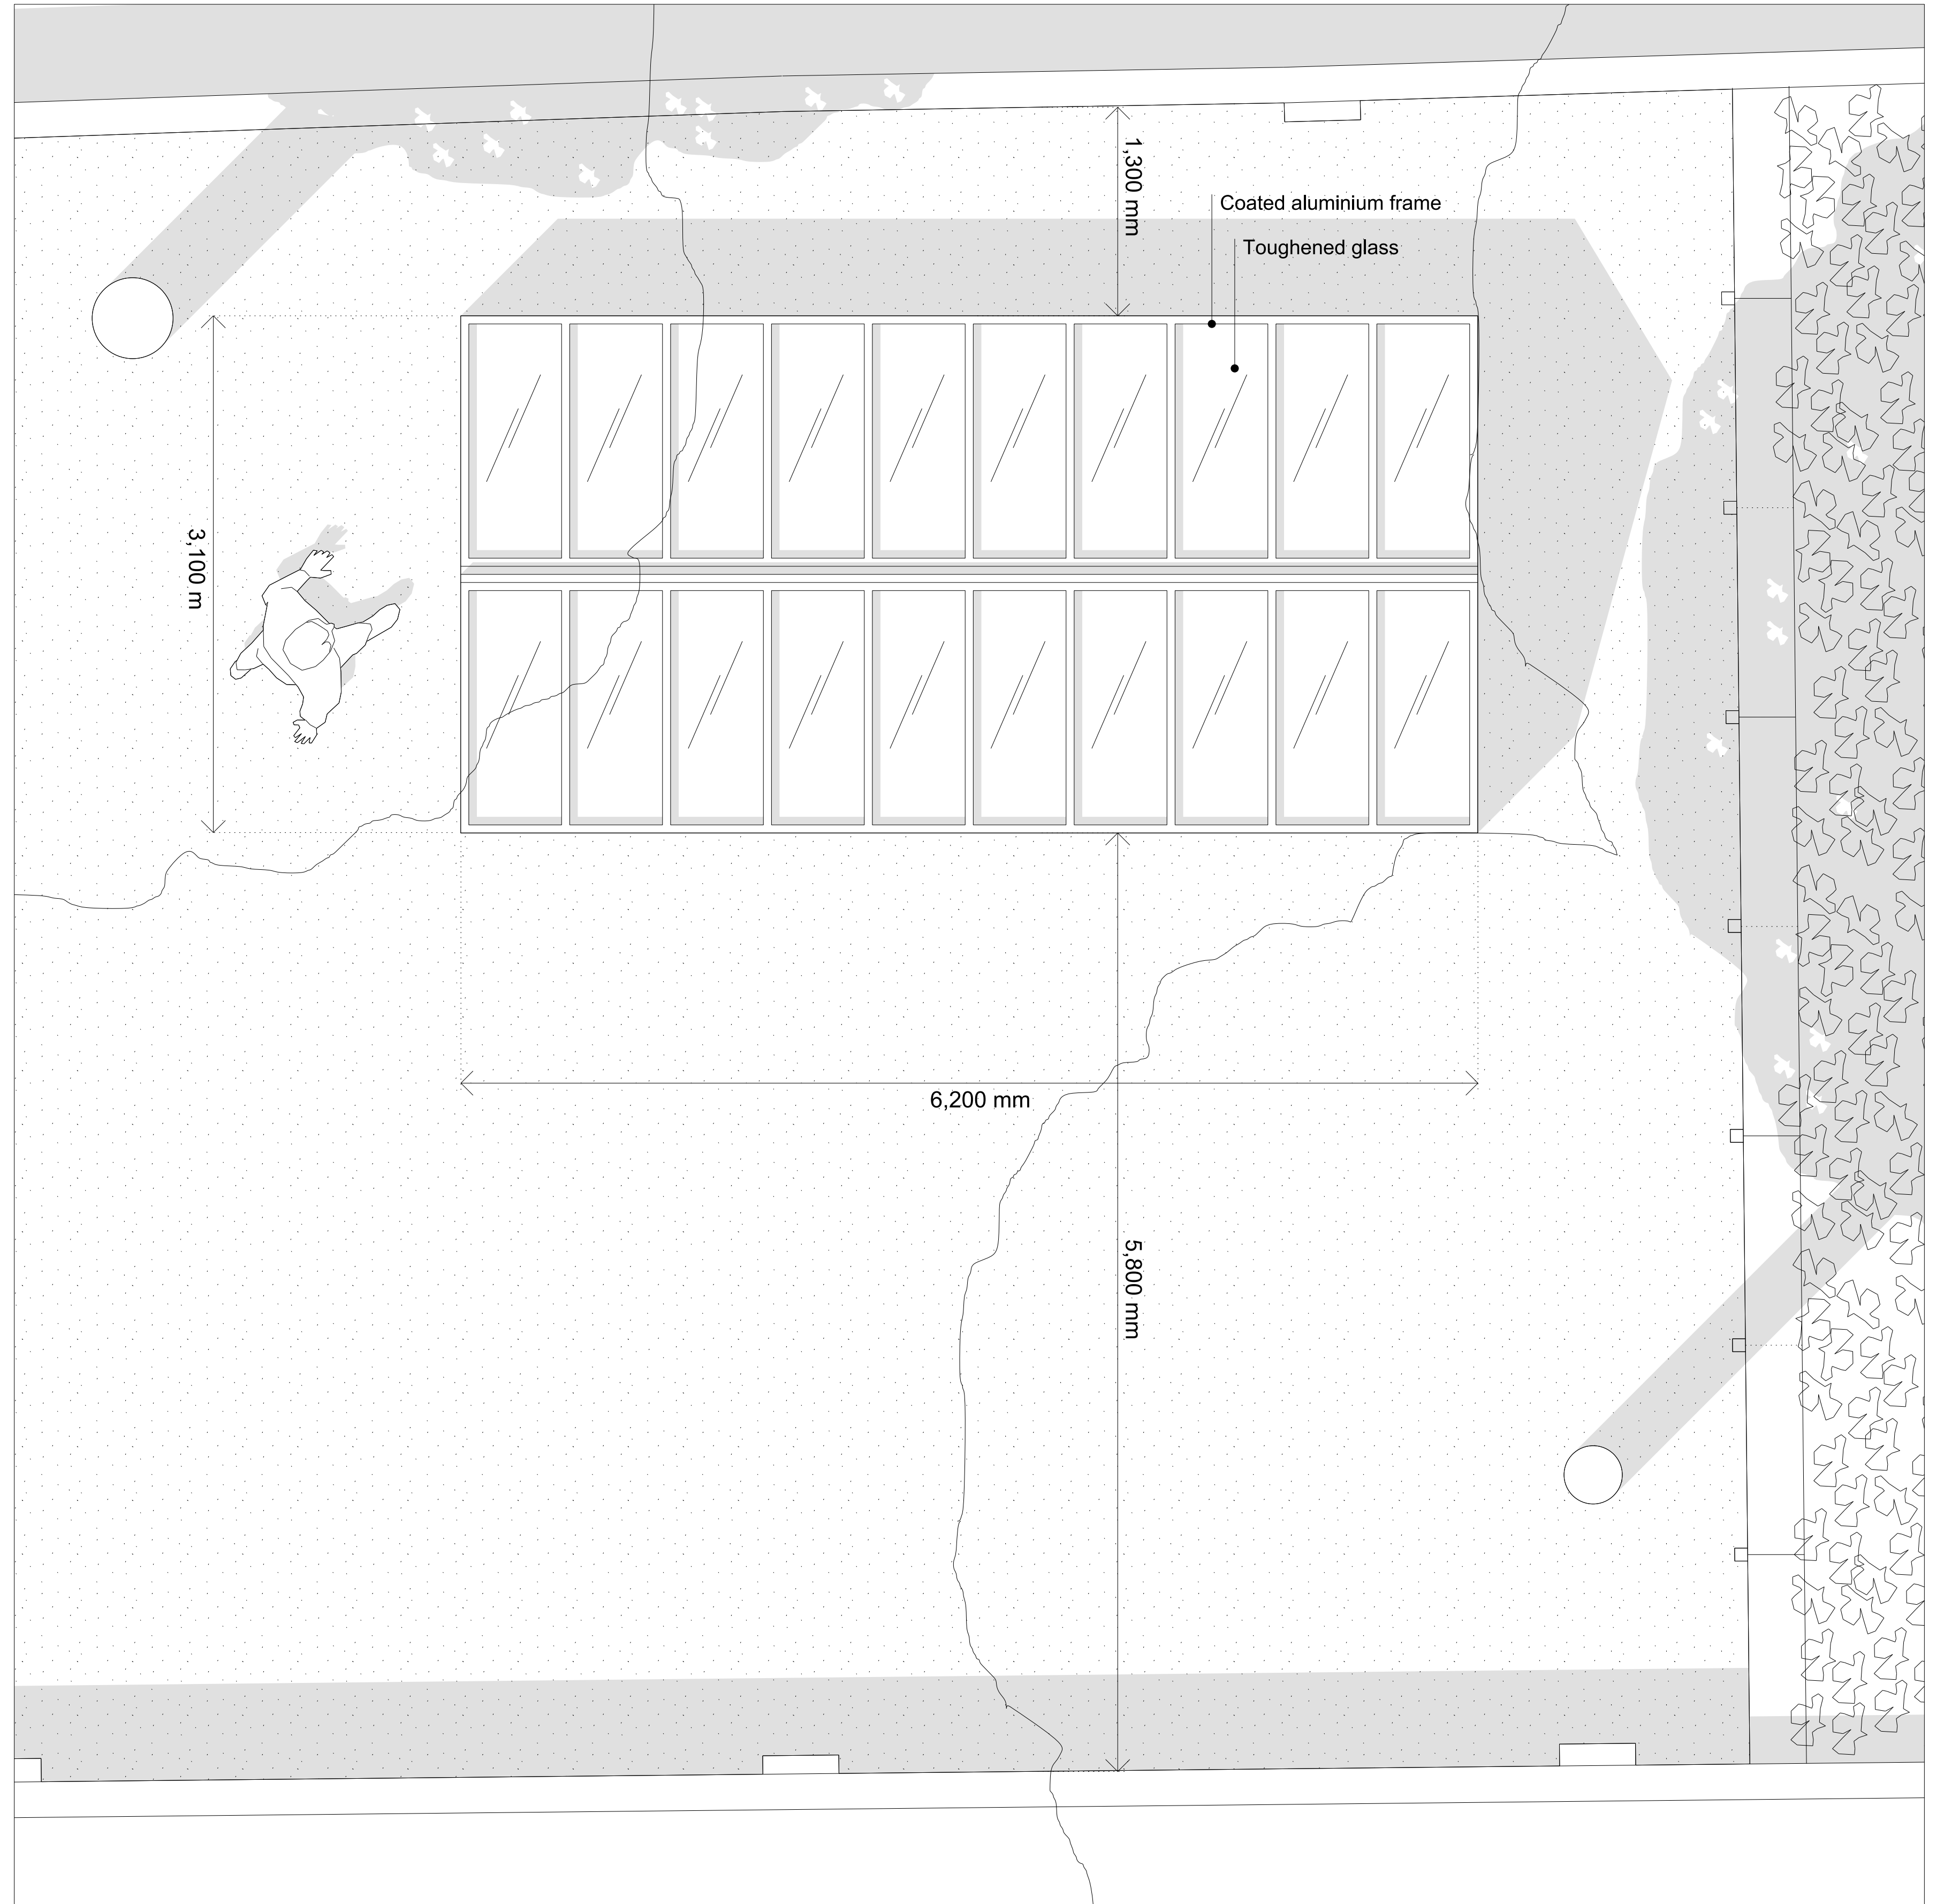 1,300 mm
Coated aluminium frame
Toughened glass
3,100 m
6,200 mm
5,800 mm